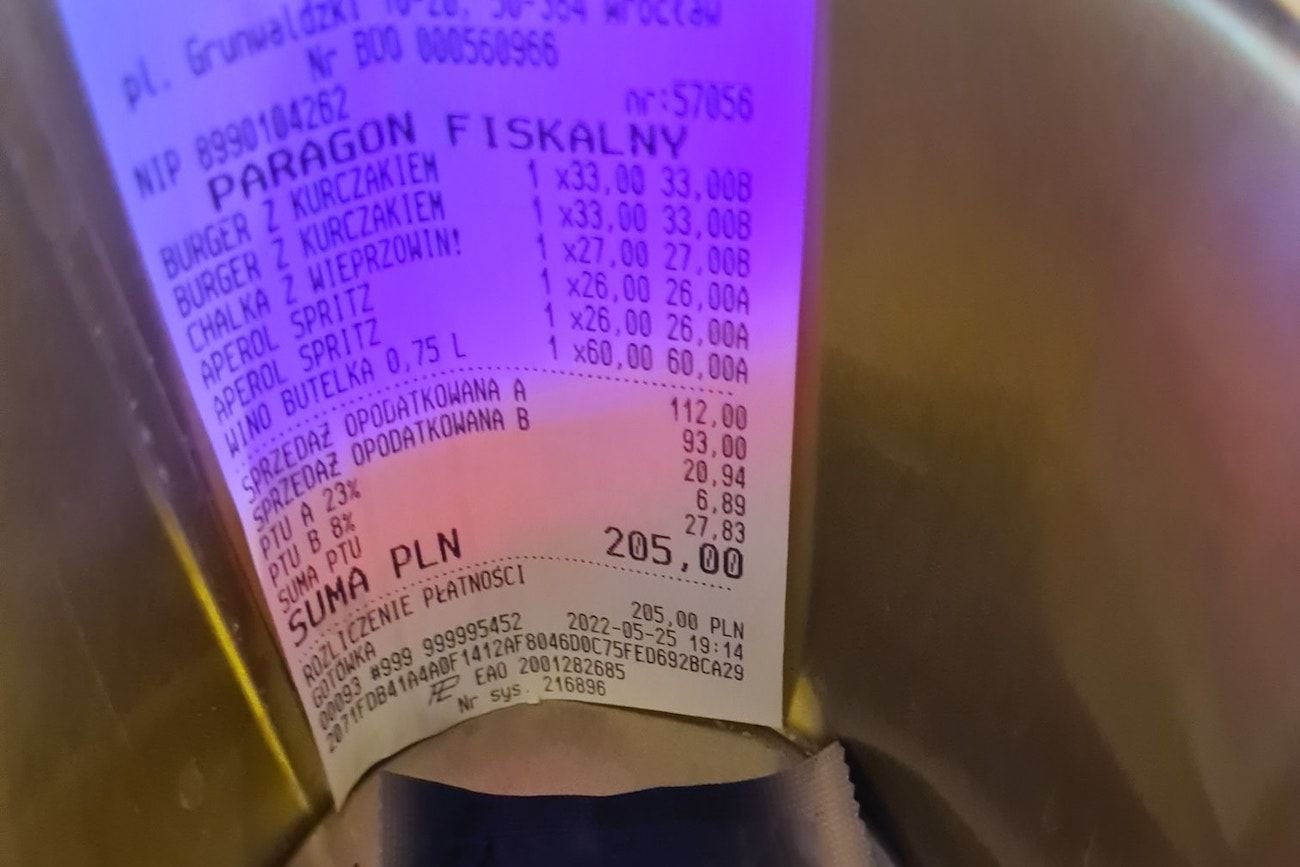 pl. Grunwaldzki 18-20, 50-384 Wrocław
Nr BDO 000560966
NIP 8990104262 nr:57056
PARAGON FISKALNY
BURGER Z KURCZAKIEM 1 x33,00 33,00B
BURGER Z KURCZAKIEM 1 x33,00 33,00B
CHALKA Z WIEPRZOWIN! 1 x27,00 27,00B
APEROL SPRITZ 1 x26,00 26,00A
APEROL SPRITZ 1 x26,00 26,00A
WINO BUTELKA 0,75 L 1 x60,00 60,00A
SPRZEDAŻ OPODATKOWANA A 112,00
SPRZEDAŻ OPODATKOWANA B 93,00
PTU A 23% 20,94
PTU B 8% 6,89
SUMA PTU 27,83
SUMA PLN 205,00
ROZLICZENIE PŁATNOŚCI
GOTÓWKA 205,00 PLN
00093 #999 999995452 2022-05-25 19:14
2071FDB41A4A0F1412AF8046D0C75FED692BCA29
EAO 2001282685
Nr sys. 216896